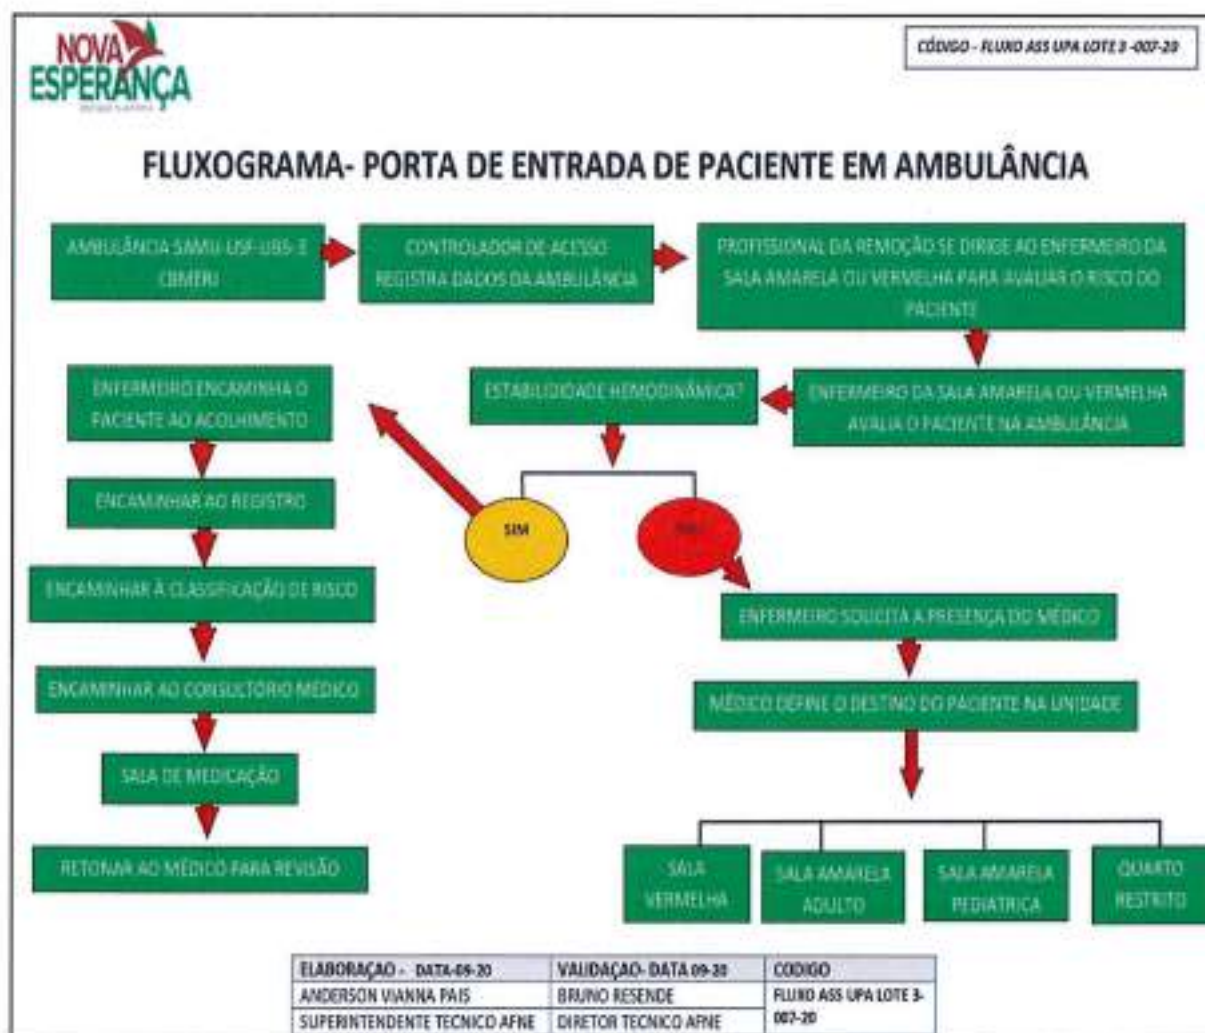 NOVA
ESPERANÇA
CÓDIGO - FLUXO ASS UPA LOTE 3 -007-20
FLUXOGRAMA- PORTA DE ENTRADA DE PACIENTE EM AMBULÂNCIA
AMBULÂNCIA SAMU-USF-UBS- E
CBMERJ
CONTROLADOR DE ACESSO
REGISTRA DADOS DA AMBULÂNCIA
PROFISSIONAL DA REMOÇÃO SE DIRIGE AO ENFERMEIRO DA
SALA AMARELA OU VERMELHA PARA AVALIAR O RISCO DO
PACIENTE
ENFERMEIRO DA SALA AMARELA OU VERMELHA
AVALIA O PACIENTE NA AMBULÂNCIA
ESTABILIDADE HEMODINÂMICA?
SIM
ENFERMEIRO ENCAMINHA O
PACIENTE AO ACOLHIMENTO
ENCAMINHAR AO REGISTRO
ENCAMINHAR À CLASSIFICAÇÃO DE RISCO
ENCAMINHAR AO CONSULTÓRIO MÉDICO
SALA DE MEDICAÇÃO
RETONAR AO MÉDICO PARA REVISÃO
ENFERMEIRO SOLICITA A PRESENÇA DO MÉDICO
MÉDICO DEFINE O DESTINO DO PACIENTE NA UNIDADE
SALA
VERMELHA
SALA AMARELA
ADULTO
SALA AMARELA
PEDIATRICA
QUARTO
RESTRITO
ELABORAÇAO - DATA-09-20
VALIDAÇAO- DATA 09-20
CODIGO
ANDERSON VIANNA PAIS
BRUNO RESENDE
FLUXO ASS UPA LOTE 3-
007-20
SUPERINTENDENTE TECNICO AFNE
DIRETOR TECNICO AFNE